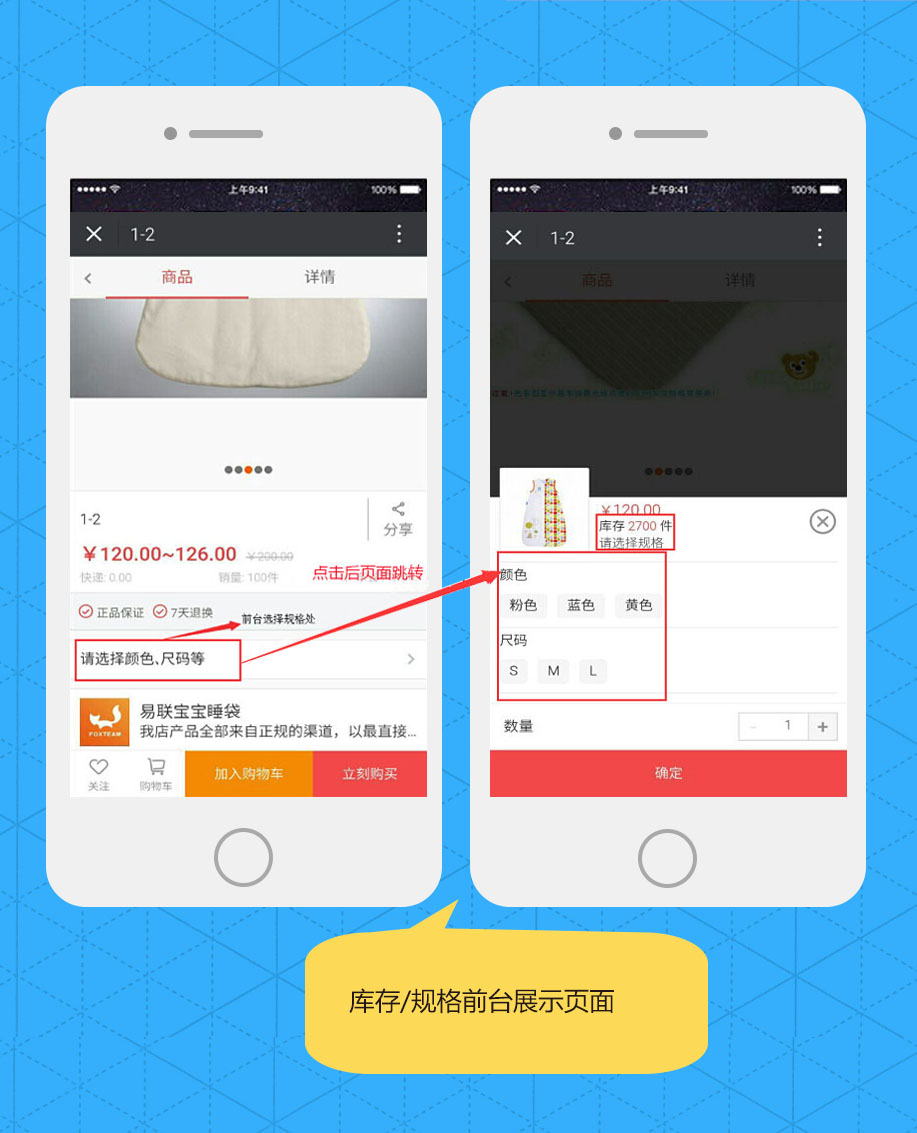 上午9:41
100%
1-2
商品
详情
1-2
分享
￥120.00~126.00
￥200.00
快递: 0.00
销量: 100件
点击后页面跳转
正品保证
7天退换
前台选择规格处
请选择颜色、尺码等
FOXTEAM
易联宝宝睡袋
我店产品全部来自正规的渠道，以最直接...
关注
购物车
加入购物车
立刻购买
上午9:41
100%
1-2
商品
详情
￥120.00
库存 2700 件
请选择规格
颜色
粉色
蓝色
黄色
尺码
S
M
L
数量
-
1
+
确定
库存/规格前台展示页面